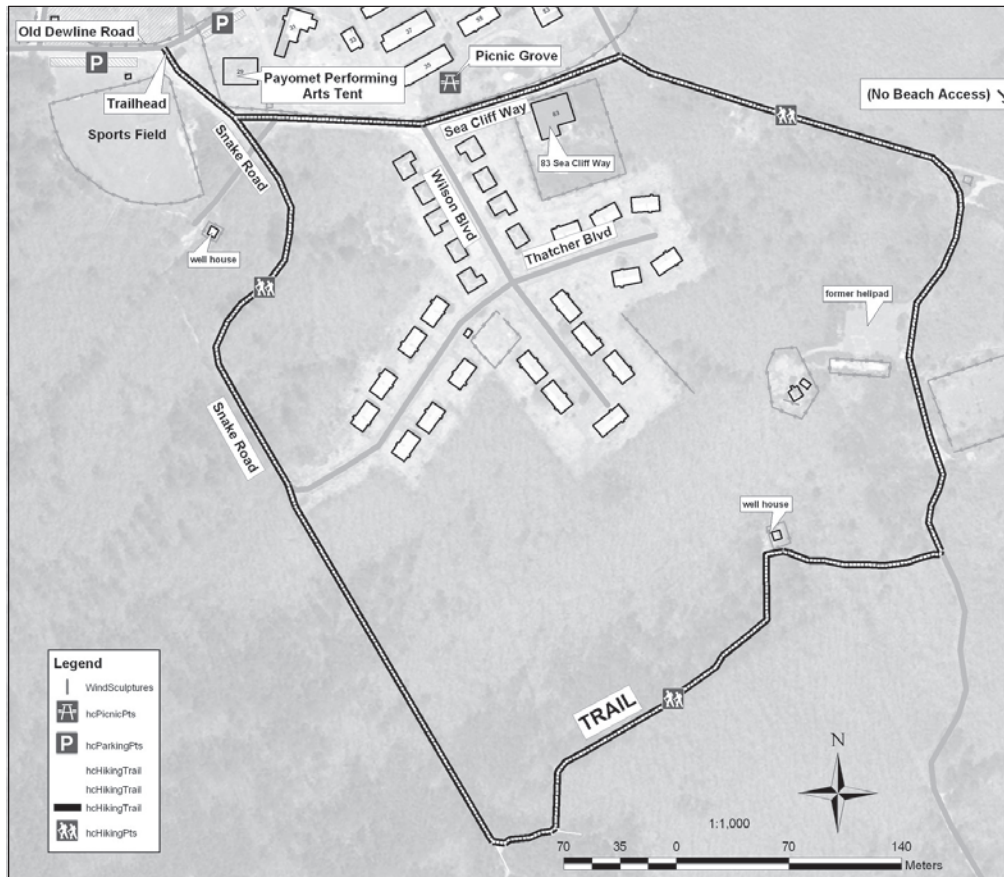 Old Dewline Road
P
P
Trailhead
Sports Field
Payomet Performing
Arts Tent
Picnic Grove
(No Beach Access)
Snake Road
Sea Cliff Way
63
83 Sea Cliff Way
Wilson Blvd
Thatcher Blvd
well house
former helipad
Snake Road
well house
TRAIL
Legend
WindSculptures
hcPicnicPts
P
hcParkingPts
hcHikingTrail
hcHikingTrail
hcHikingTrail
hcHikingPts
N
1:1,000
70 35 0 70 140
Meters